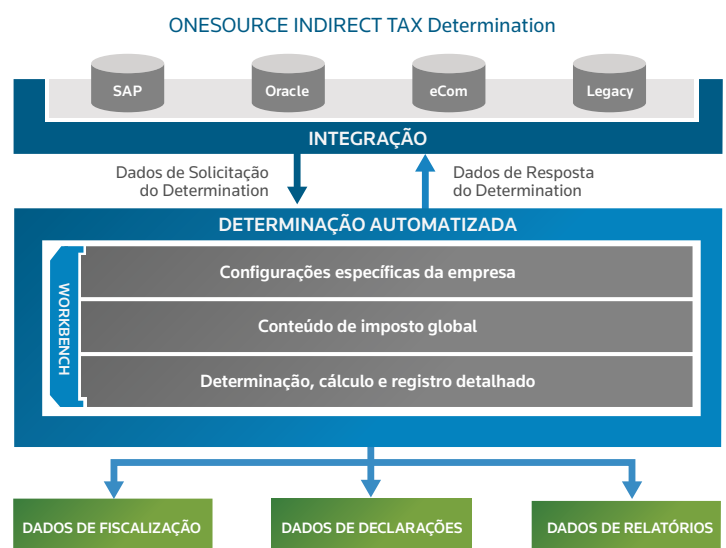 ONESOURCE INDIRECT TAX Determination
SAP
Oracle
eCom
Legacy
INTEGRAÇÃO
Dados de Solicitação
do Determination
Dados de Resposta
do Determination
DETERMINAÇÃO AUTOMATIZADA
WORKBENCH
Configurações específicas da empresa
Conteúdo de imposto global
Determinação, cálculo e registro detalhado
DADOS DE FISCALIZAÇÃO
DADOS DE DECLARAÇÕES
DADOS DE RELATÓRIOS